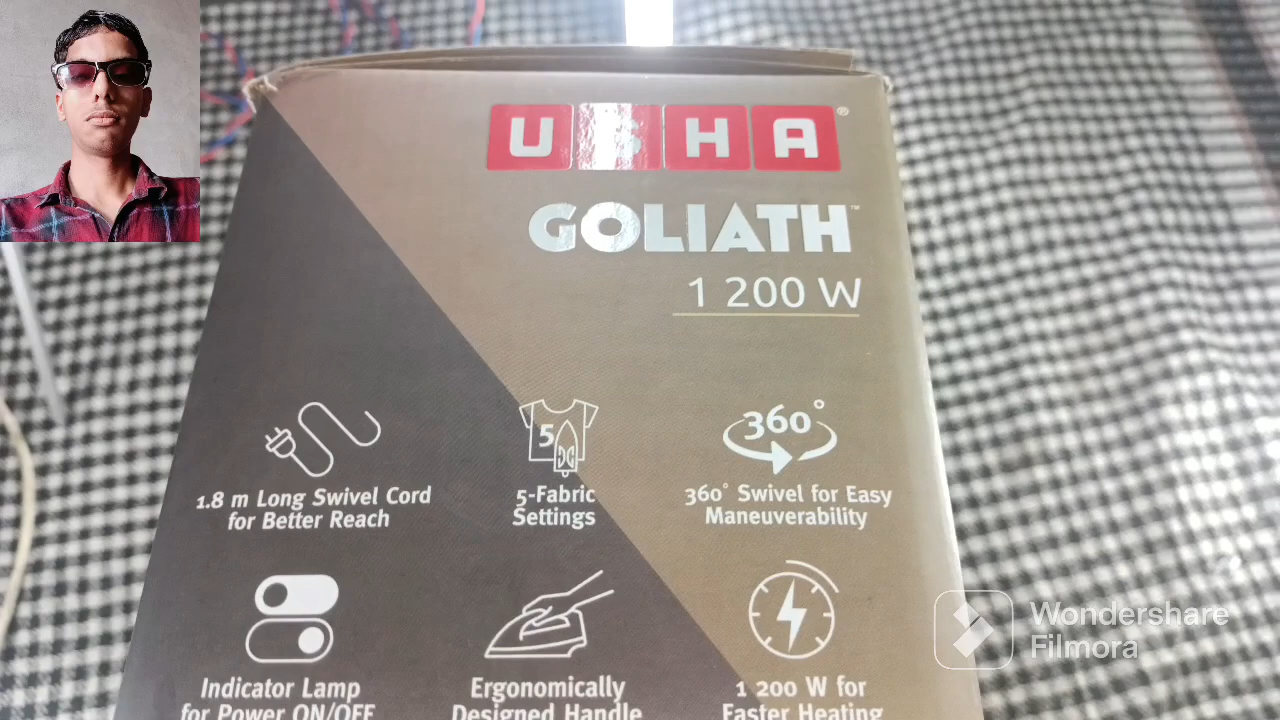 USHA®
GOLIATH™
1 200 W
1.8 m Long Swivel Cord
for Better Reach
5
5-Fabric
Settings
360°
360° Swivel for Easy
Maneuverability
Indicator Lamp
for Power ON/OFF
Ergonomically
Designed Handle
1 200 W for
Faster Heating
Wondershare
Filmora